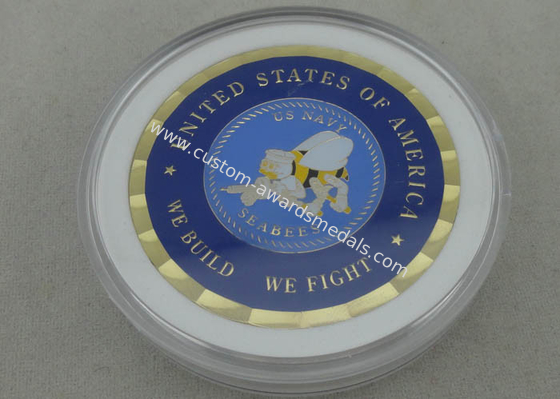 UNITED STATES OF AMERICA
US NAVY
SEABEES
★ WE BUILD WE FIGHT ★
www.custom-awardsmedals.com